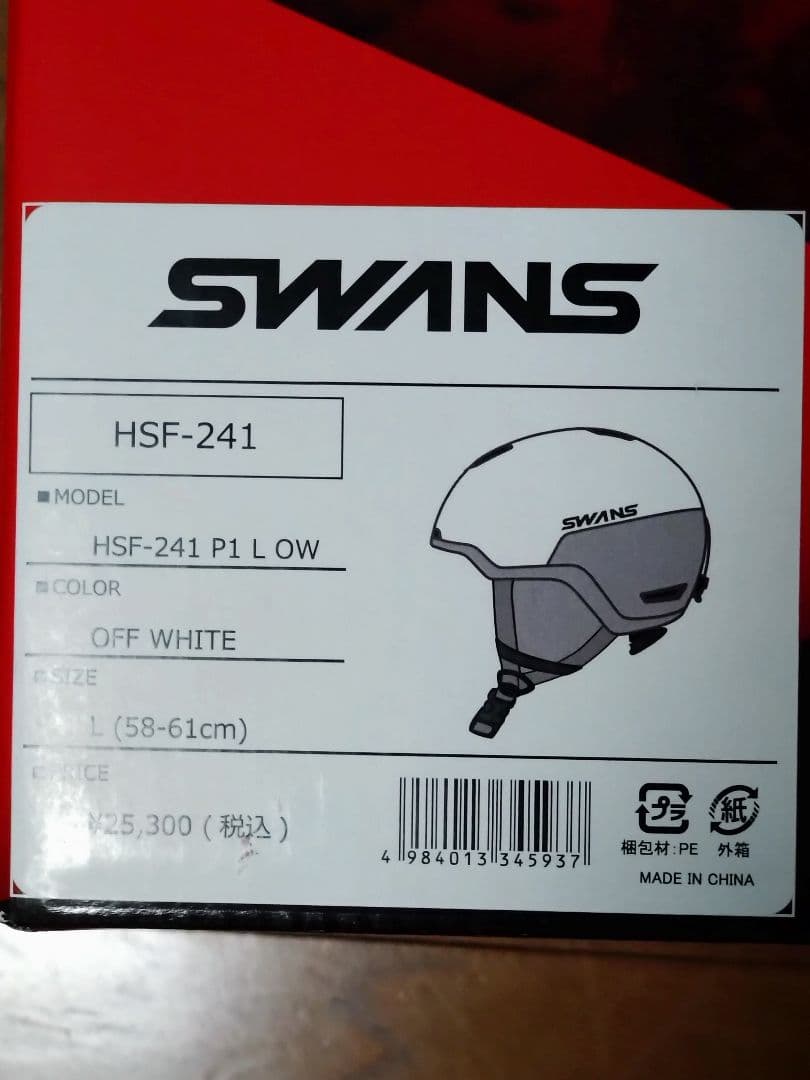 SWANS
HSF-241
■MODEL
HSF-241 P1 L OW
■COLOR
OFF WHITE
■SIZE
L (58-61cm)
■PRICE
¥25,300 (税込)
SWANS
4 984013 345937
プラ
紙
梱包材:PE
外箱
MADE IN CHINA